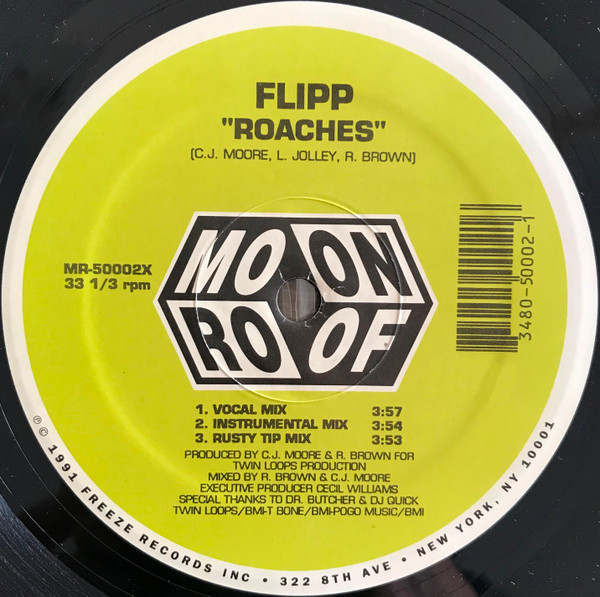 FLIPP
"ROACHES"
(C.J. MOORE, L. JOLLEY, R. BROWN)
MOON
ROOF
MR-50002X
33 1/3 rpm
3480-50002-1
1. VOCAL MIX 3:57
2. INSTRUMENTAL MIX 3:54
3. RUSTY TIP MIX 3:53
PRODUCED BY C.J. MOORE & R. BROWN FOR
TWIN LOOPS PRODUCTION
MIXED BY R. BROWN & C.J. MOORE
EXECUTIVE PRODUCER CECIL WILLIAMS
SPECIAL THANKS TO DR. BUTCHER & DJ QUICK
TWIN LOOPS/BMI-T BONE/BMI-POGO MUSIC/BMI
℗ © 1991 FREEZE RECORDS INC • 322 8TH AVE • NEW YORK, NY 10001